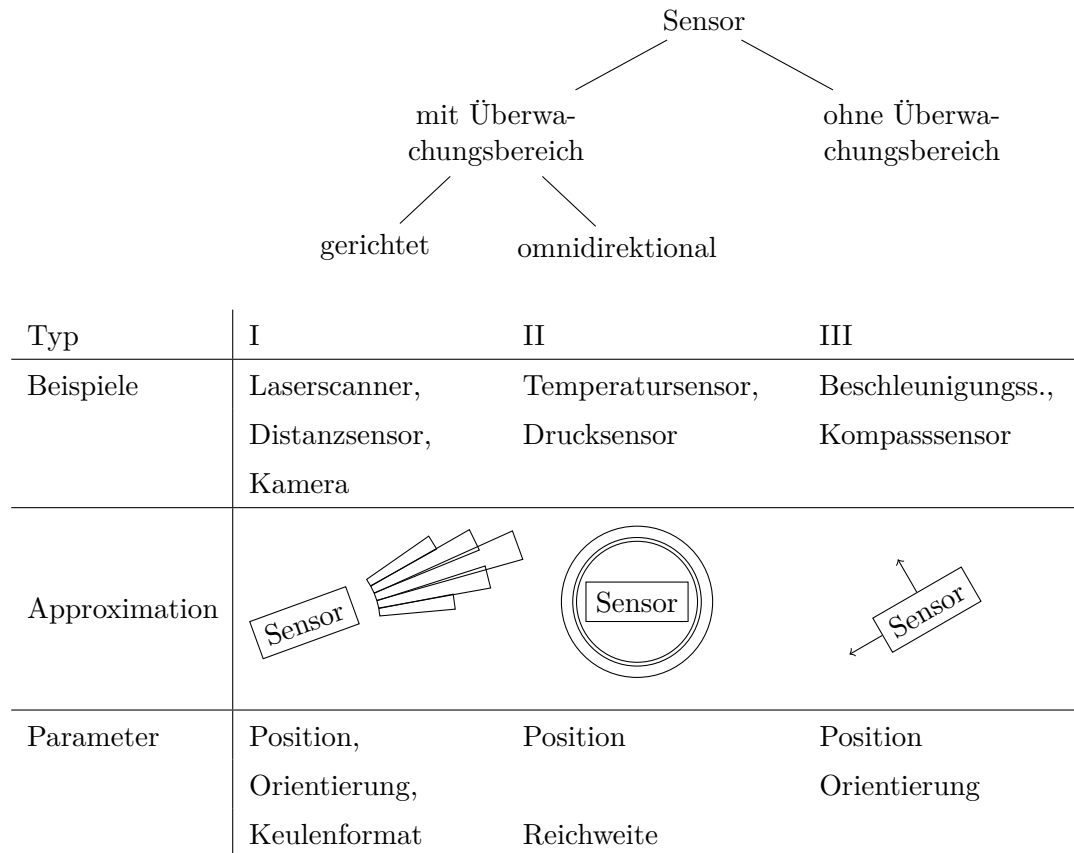 Sensor
mit Überwa-
chungsbereich
ohne Überwa-
chungsbereich
gerichtet
omnidirektional
Typ I II III
Beispiele Laserscanner, Temperatursensor, Beschleunigungss.,
Distanzsensor, Drucksensor Kompasssensor
Kamera
Approximation Sensor Sensor Sensor
Parameter Position, Position Position
Orientierung, Orientierung
Keulenformat Reichweite